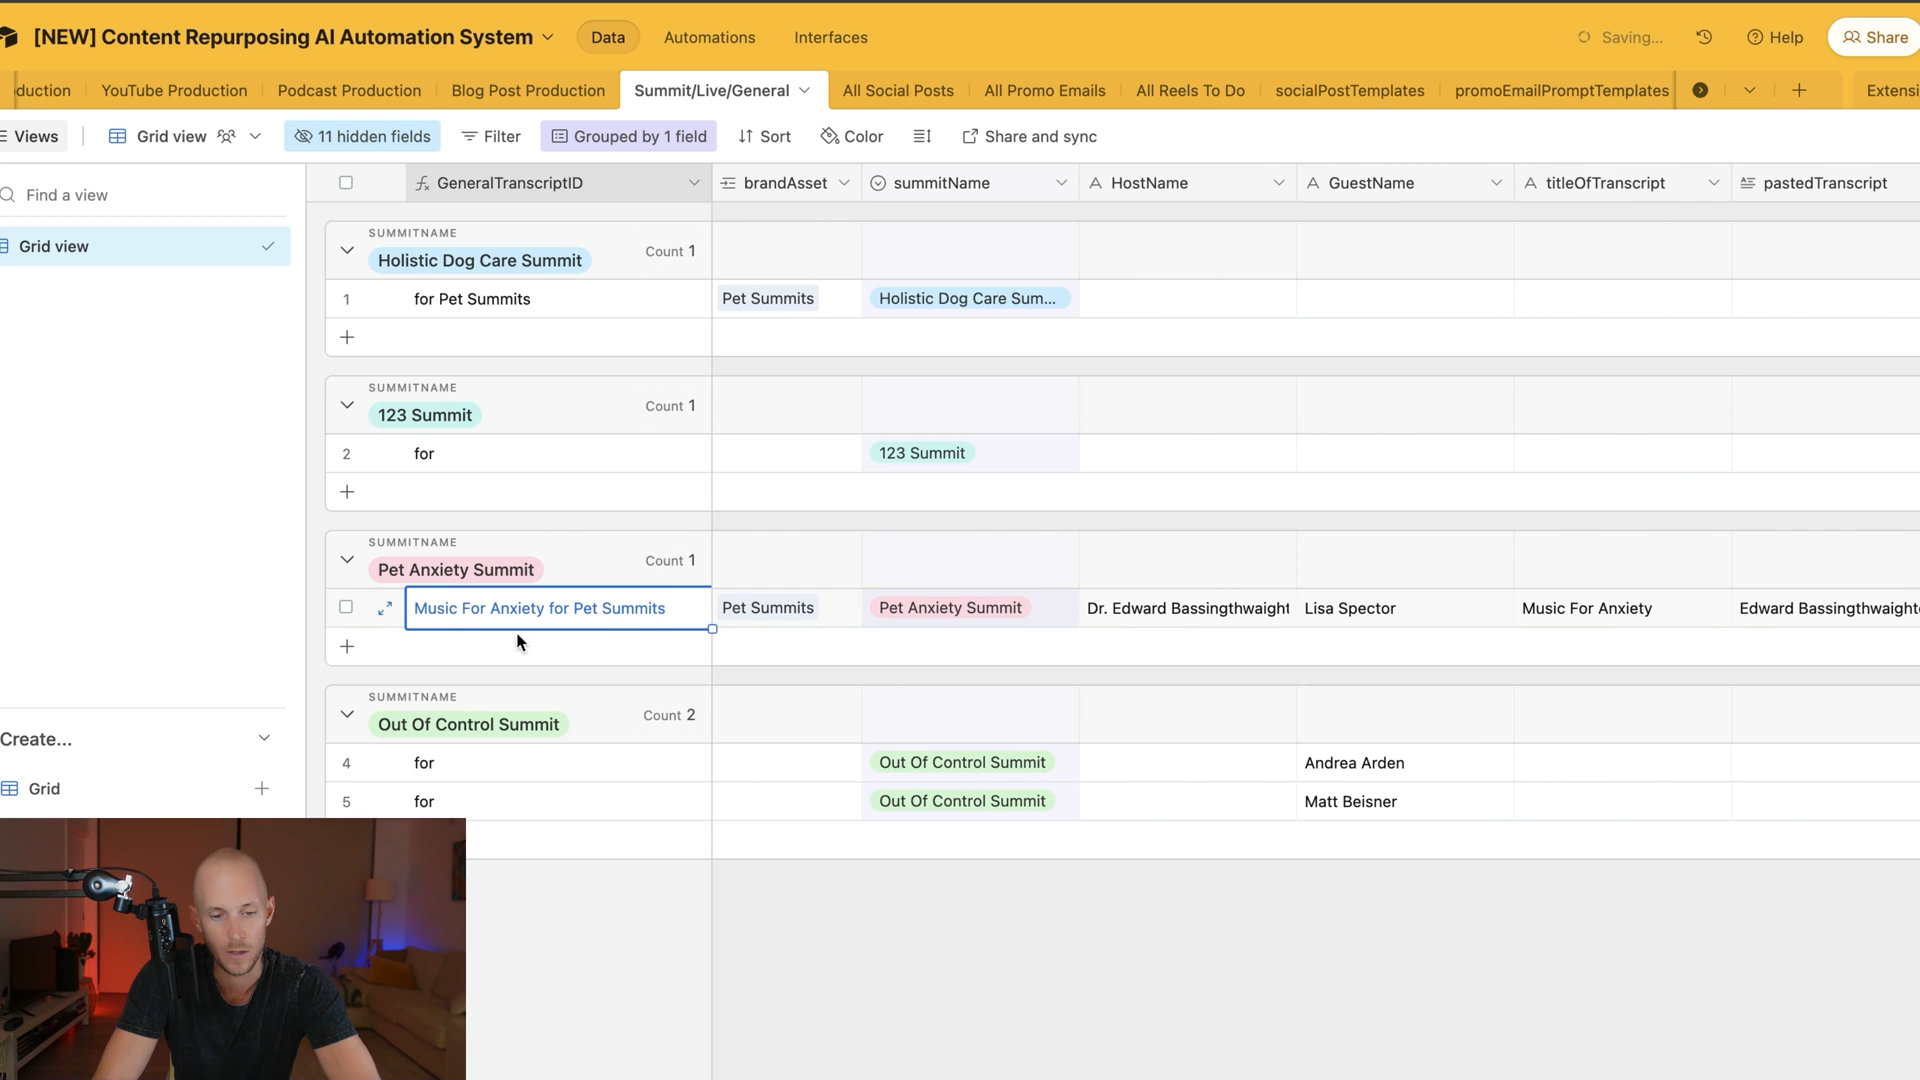 [NEW] Content Repurposing AI Automation System
Data
Automations
Interfaces
Saving...
Help
Share
duction
YouTube Production
Podcast Production
Blog Post Production
Summit/Live/General
All Social Posts
All Promo Emails
All Reels To Do
socialPostTemplates
promoEmailPromptTemplates
Extensi
Views
Grid view
11 hidden fields
Filter
Grouped by 1 field
Sort
Color
Share and sync
Find a view
Grid view
Create...
Grid
GeneralTranscriptID
brandAsset
summitName
HostName
GuestName
titleOfTranscript
pastedTranscript
SUMMITNAME
Holistic Dog Care Summit
Count 1
1 for Pet Summits Pet Summits Holistic Dog Care Sum...
SUMMITNAME
123 Summit
Count 1
2 for 123 Summit
SUMMITNAME
Pet Anxiety Summit
Count 1
Music For Anxiety for Pet Summits Pet Summits Pet Anxiety Summit Dr. Edward Bassingthwaight Lisa Spector Music For Anxiety Edward Bassingthwaight
SUMMITNAME
Out Of Control Summit
Count 2
4 for Out Of Control Summit Andrea Arden
5 for Out Of Control Summit Matt Beisner